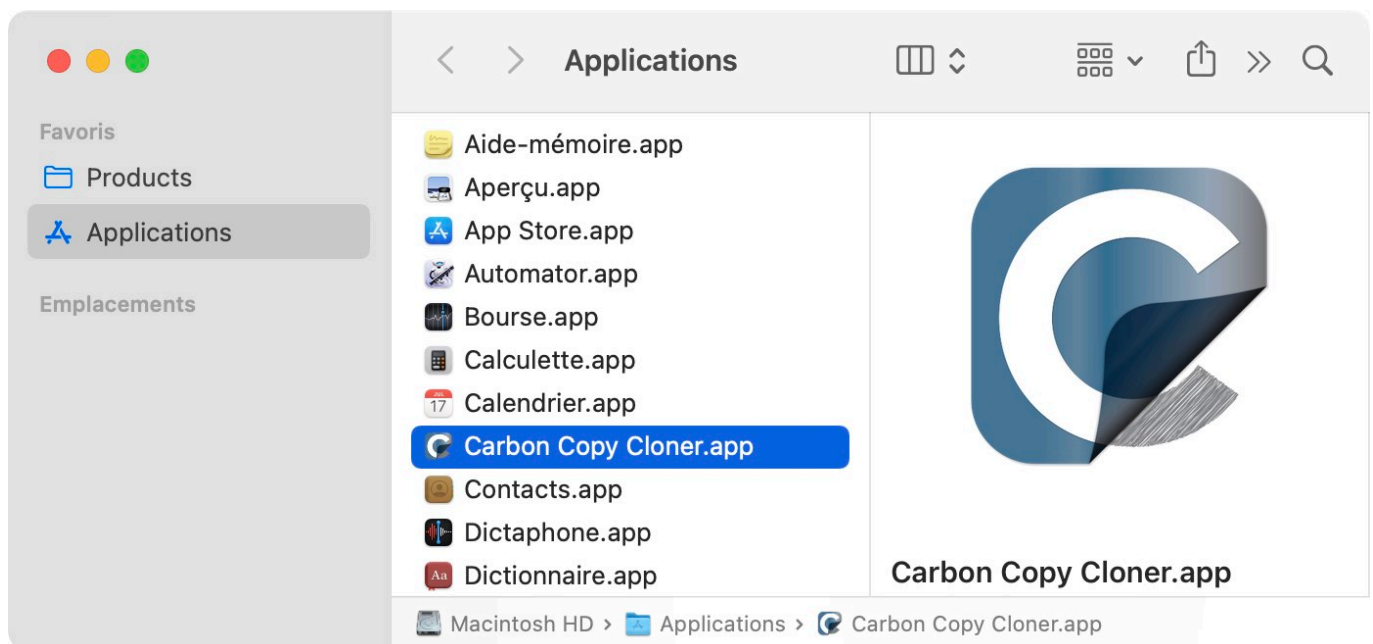 Applications
Favoris
Products
Applications
Emplacements
Aide-mémoire.app
Aperçu.app
App Store.app
Automator.app
Bourse.app
Calculette.app
17
Calendrier.app
Carbon Copy Cloner.app
Contacts.app
Dictaphone.app
Aa
Dictionnaire.app
Carbon Copy Cloner.app
Macintosh HD › Applications › Carbon Copy Cloner.app